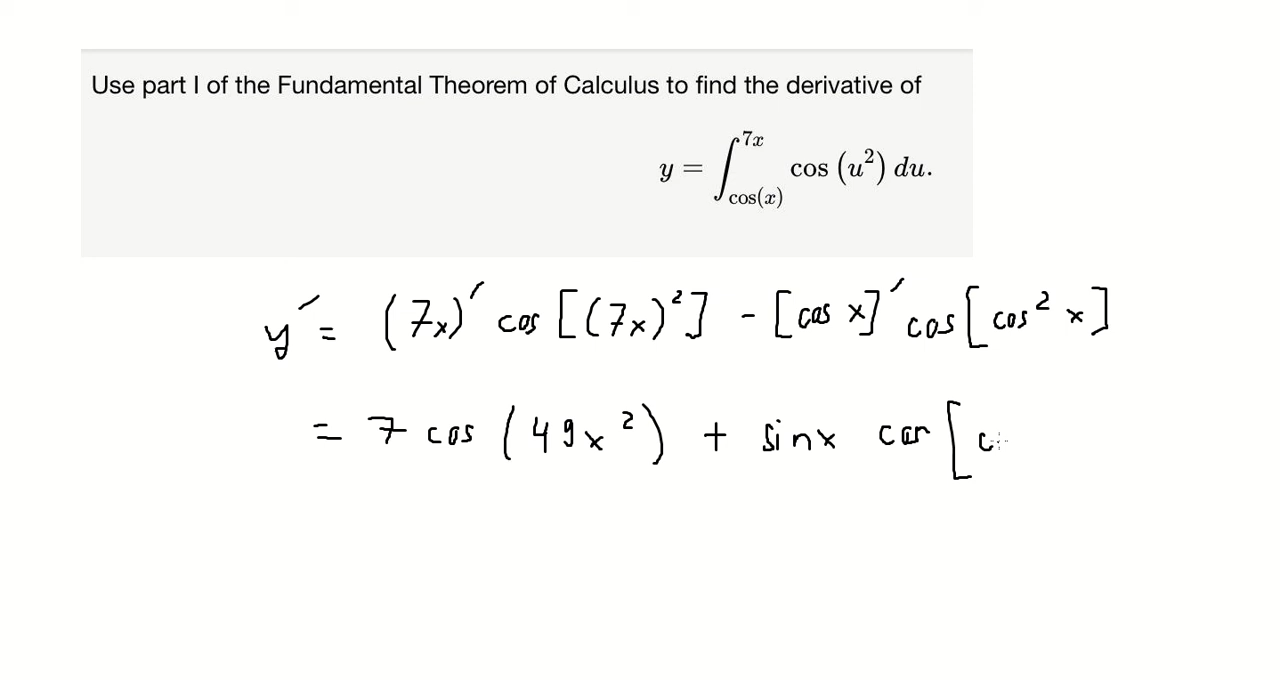 Use part I of the Fundamental Theorem of Calculus to find the derivative of
y = ∫_{cos(x)}^{7x} cos (u²) du.
y′ = (7x)′ cos [(7x)²] - [cos x]′ cos [cos² x]
= 7 cos (49x²) + sinx cos [c